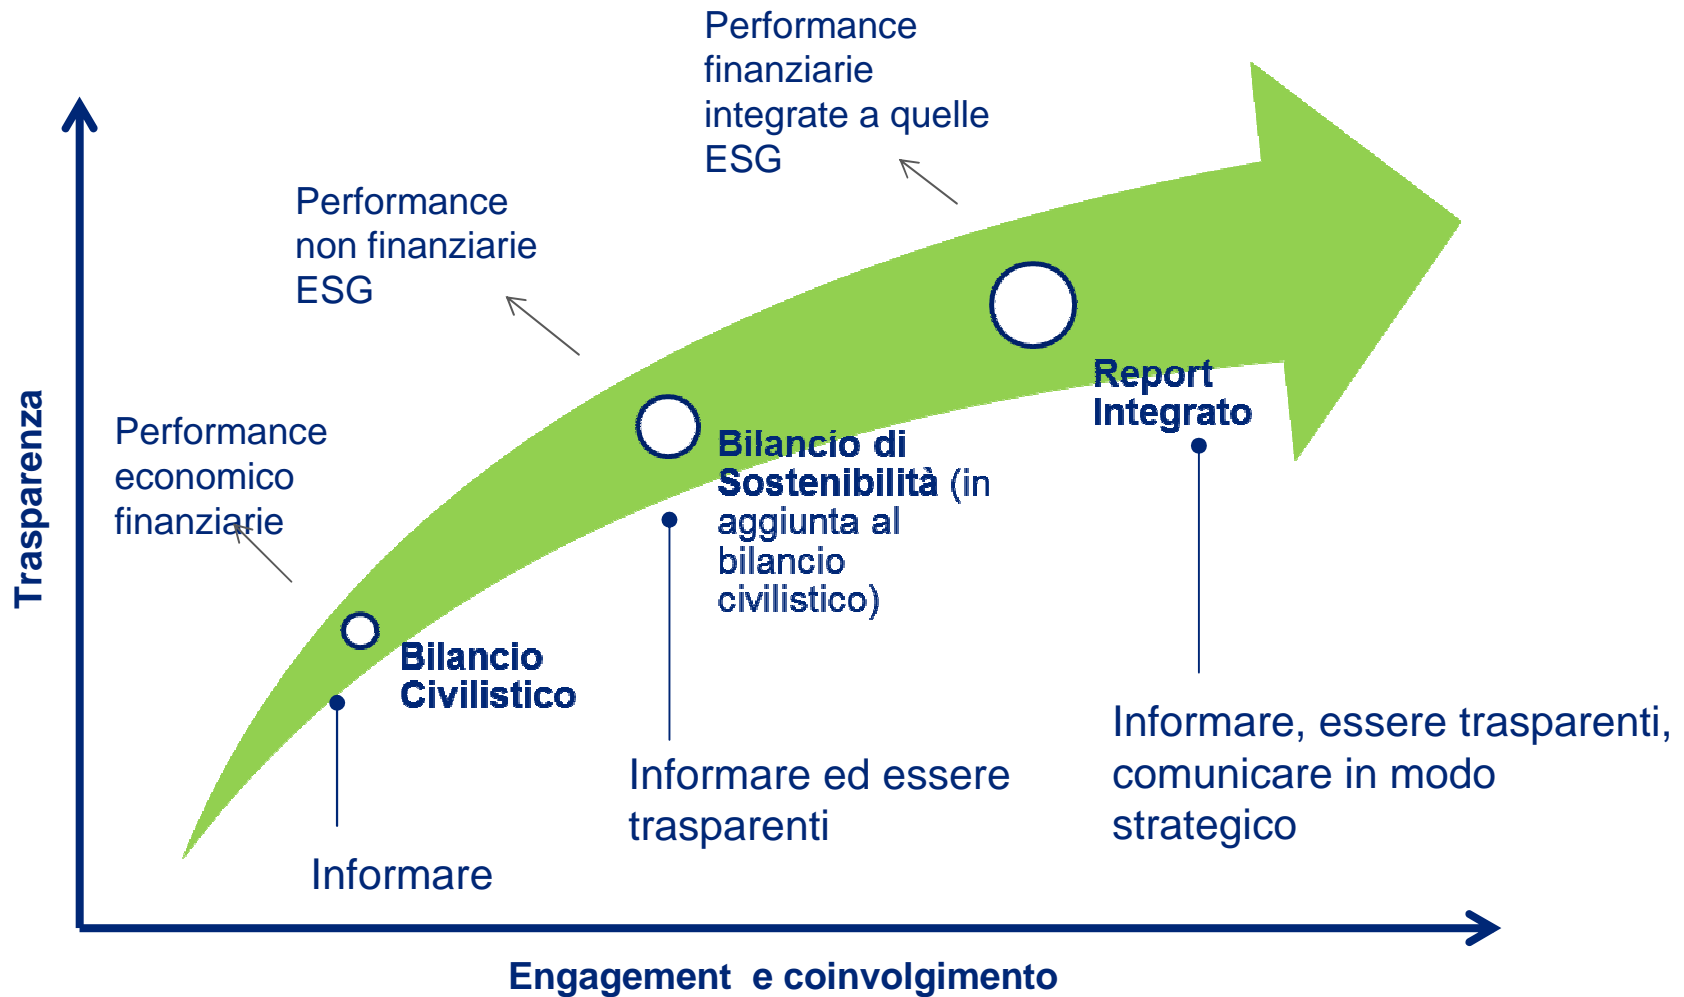 Performance
finanziarie
integrate a quelle
ESG
Performance
non finanziarie
ESG
Performance
economico
finanziarie
Trasparenza
Report
Integrato
Bilancio di
Sostenibilità (in
aggiunta al
bilancio
civilistico)
Bilancio
Civilistico
Informare, essere trasparenti,
comunicare in modo
strategico
Informare ed essere
trasparenti
Informare
Engagement  e coinvolgimento